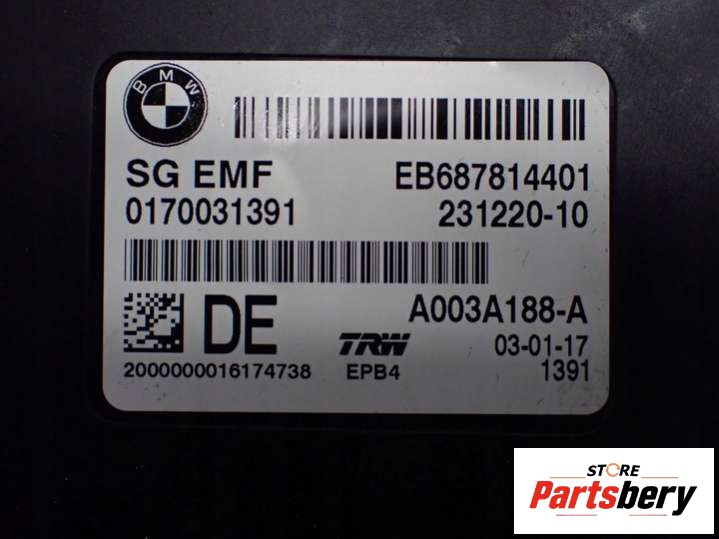 BMW
SG EMF EB687814401
0170031391 231220-10
DE A003A188-A
TRW 03-01-17
2000000016174738 EPB4 1391
STORE
Partsbery